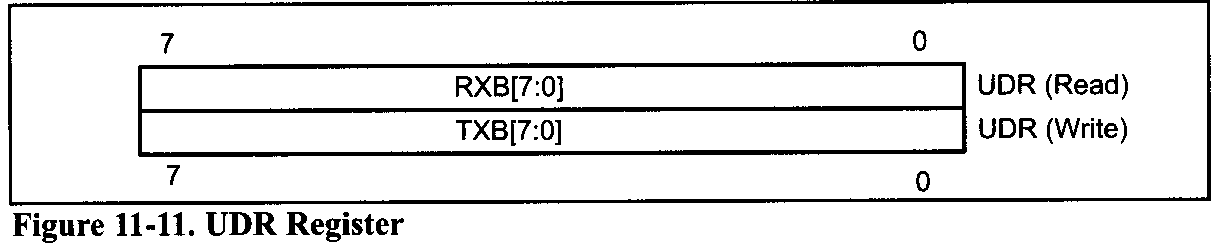 7 0
RXB[7:0] UDR (Read)
TXB[7:0] UDR (Write)
7 0
Figure 11-11. UDR Register